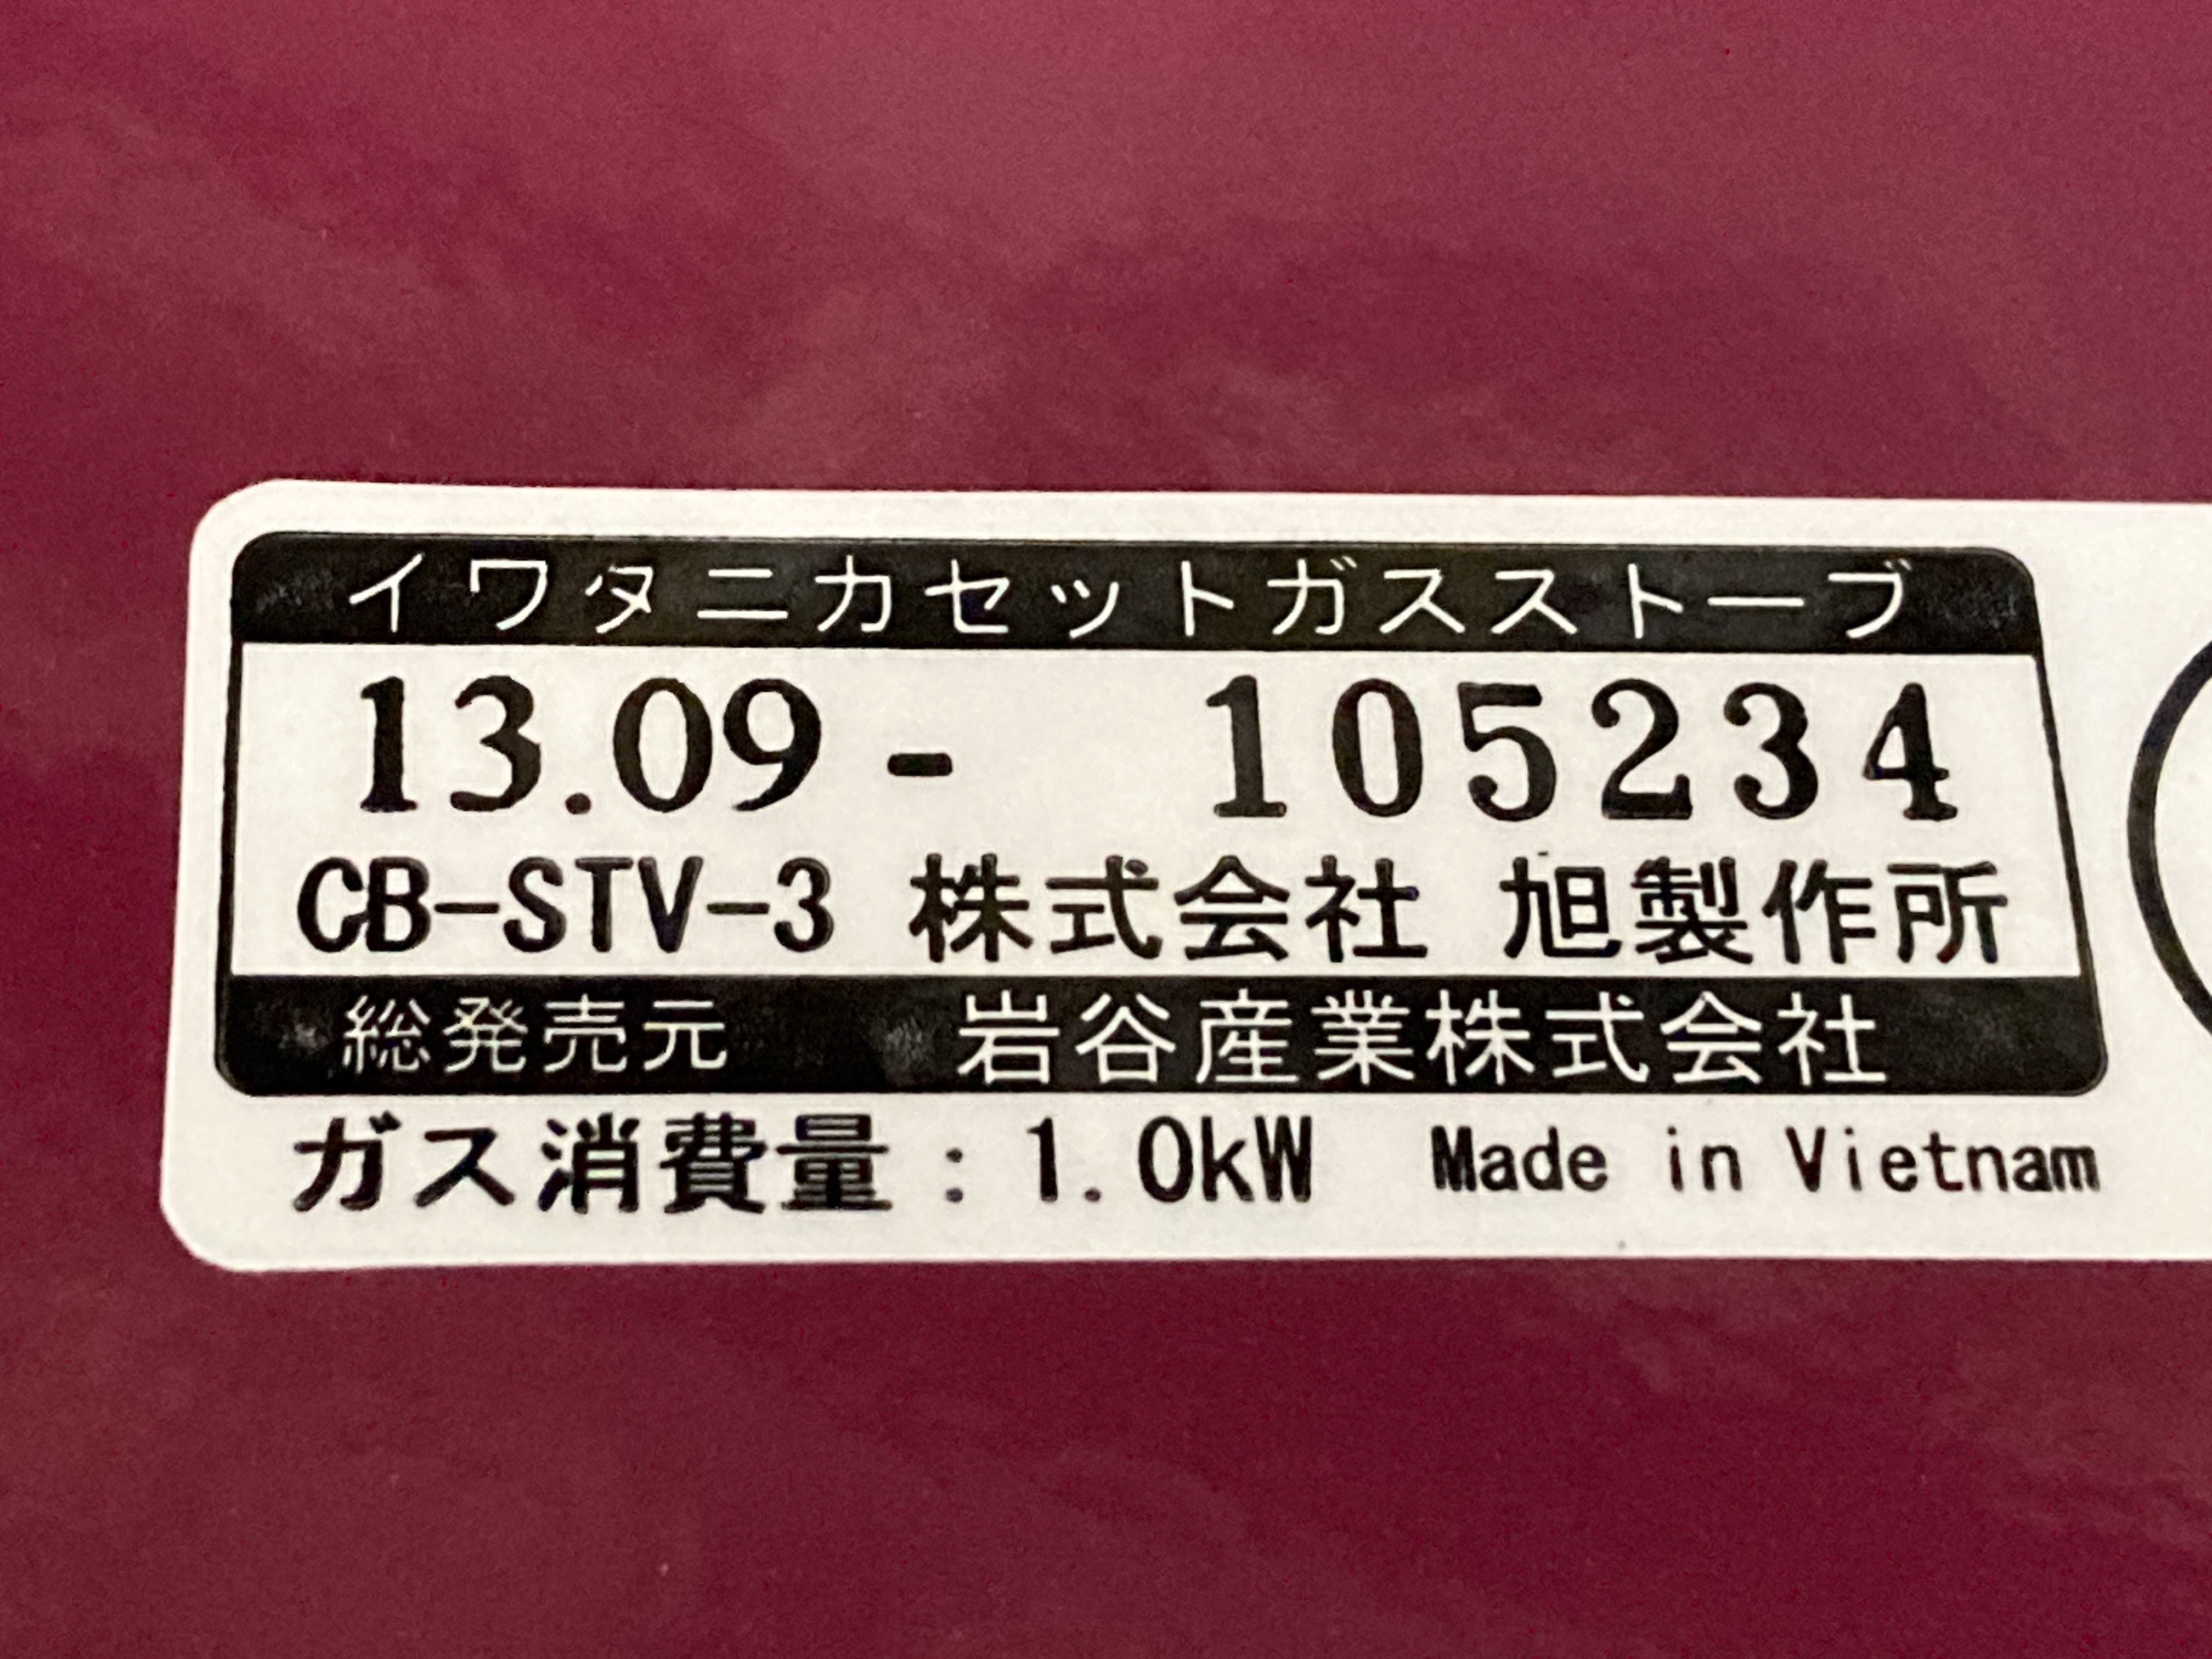 イワタニカセットガスストーブ
13.09 - 105234
CB-STV-3 株式会社 旭製作所
総発売元 岩谷産業株式会社
ガス消費量：1.0kW Made in Vietnam